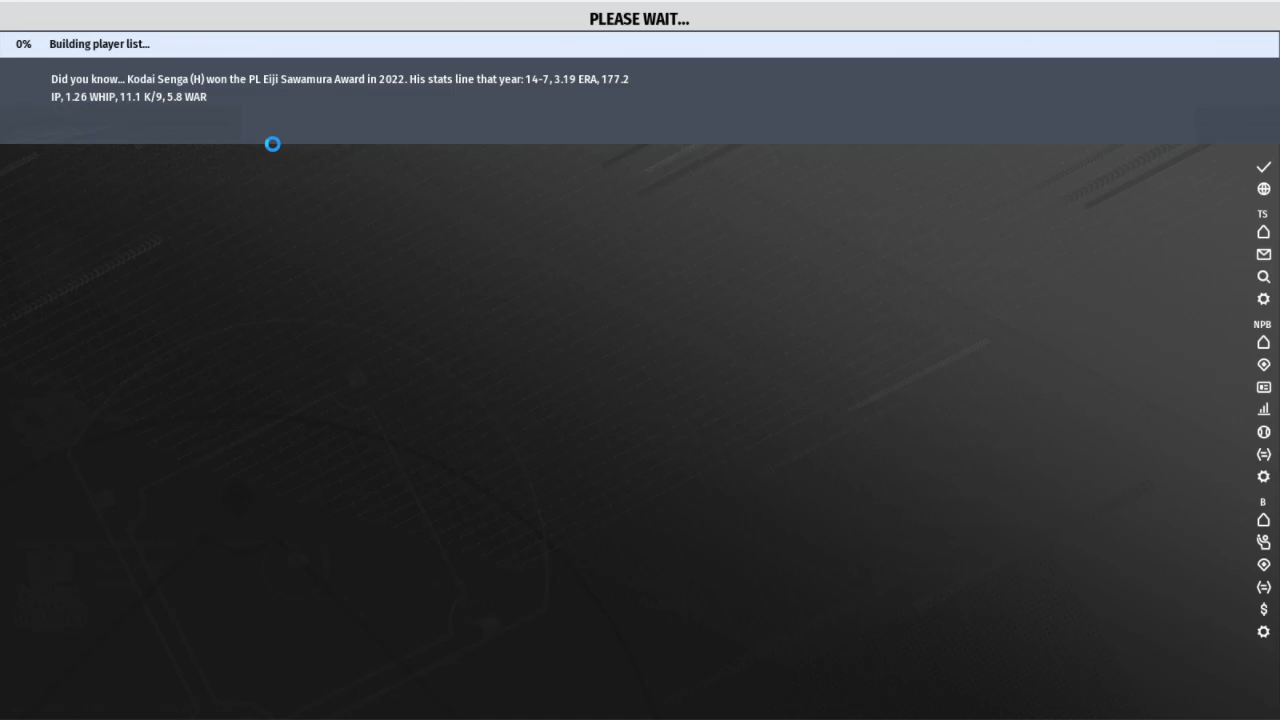 PLEASE WAIT...
0% Building player list...
Did you know... Kodai Senga (H) won the PL Eiji Sawamura Award in 2022. His stats line that year: 14-7, 3.19 ERA, 177.2
IP, 1.26 WHIP, 11.1 K/9, 5.8 WAR
TS
NPB
B